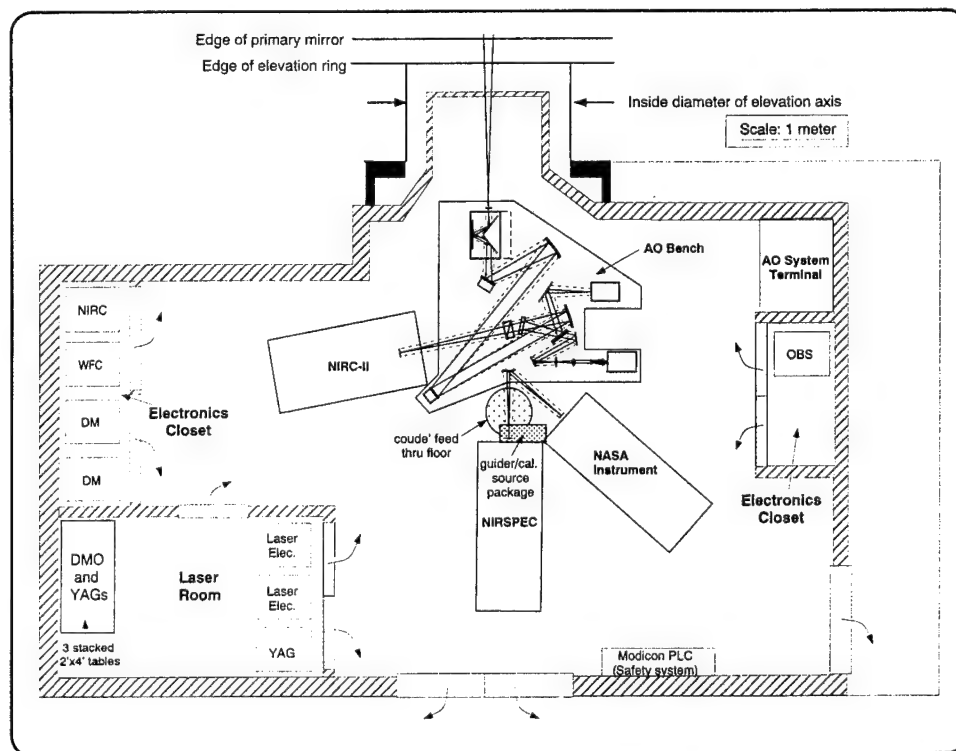 Edge of primary mirror
Edge of elevation ring
Inside diameter of elevation axis
Scale: 1 meter
AO Bench
AO System
Terminal
NIRC
WFC
DM
DM
Electronics
Closet
NIRC-II
OBS
coude' feed
thru floor
guider/cal.
source
package
NASA
Instrument
NIRSPEC
Electronics
Closet
DMO
and
YAGs
Laser
Room
Laser
Elec.
Laser
Elec.
YAG
3 stacked
2'x4' tables
Modicon PLC
(Safety system)